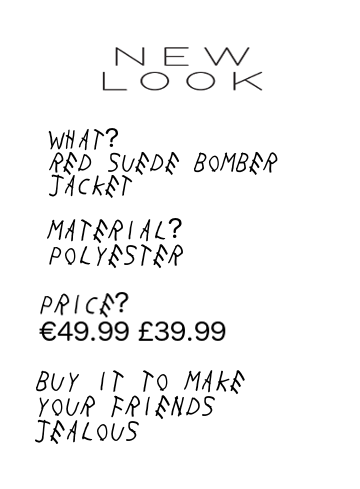 NEW
LOOK
WHAT?
RED SUEDE BOMBER
JACKET
MATERIAL?
POLYESTER
PRICE?
€49.99 £39.99
BUY IT TO MAKE
YOUR FRIENDS
JEALOUS